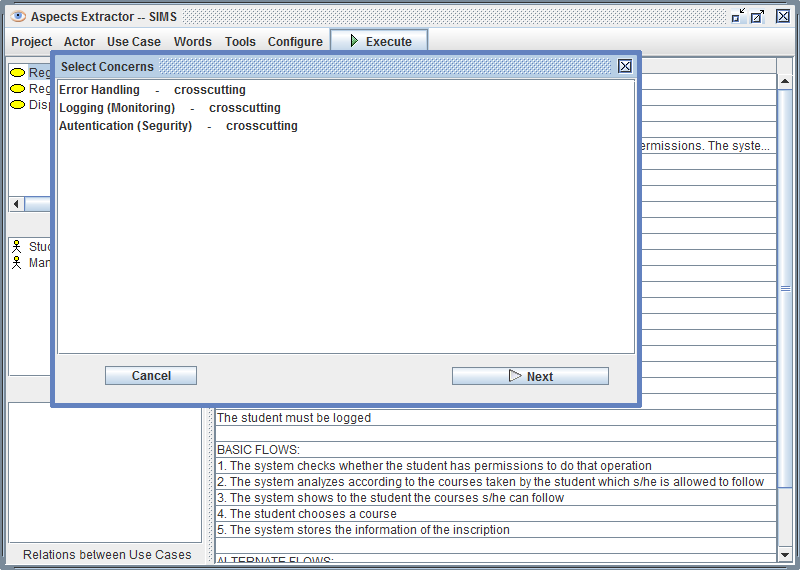 Aspects Extractor -- SIMS
Project Actor Use Case Words Tools Configure Execute
Select Concerns
Error Handling - crosscutting
Logging (Monitoring) - crosscutting
Autentication (Segurity) - crosscutting
Cancel Next
Reg
Reg
Disp
ermissions. The syste...
Stud
Man
The student must be logged
BASIC FLOWS:
1. The system checks whether the student has permissions to do that operation
2. The system analyzes according to the courses taken by the student which s/he is allowed to follow
3. The system shows to the student the courses s/he can follow
4. The student chooses a course
5. The system stores the information of the inscription
ALTERNATE FLOWS:
Relations between Use Cases